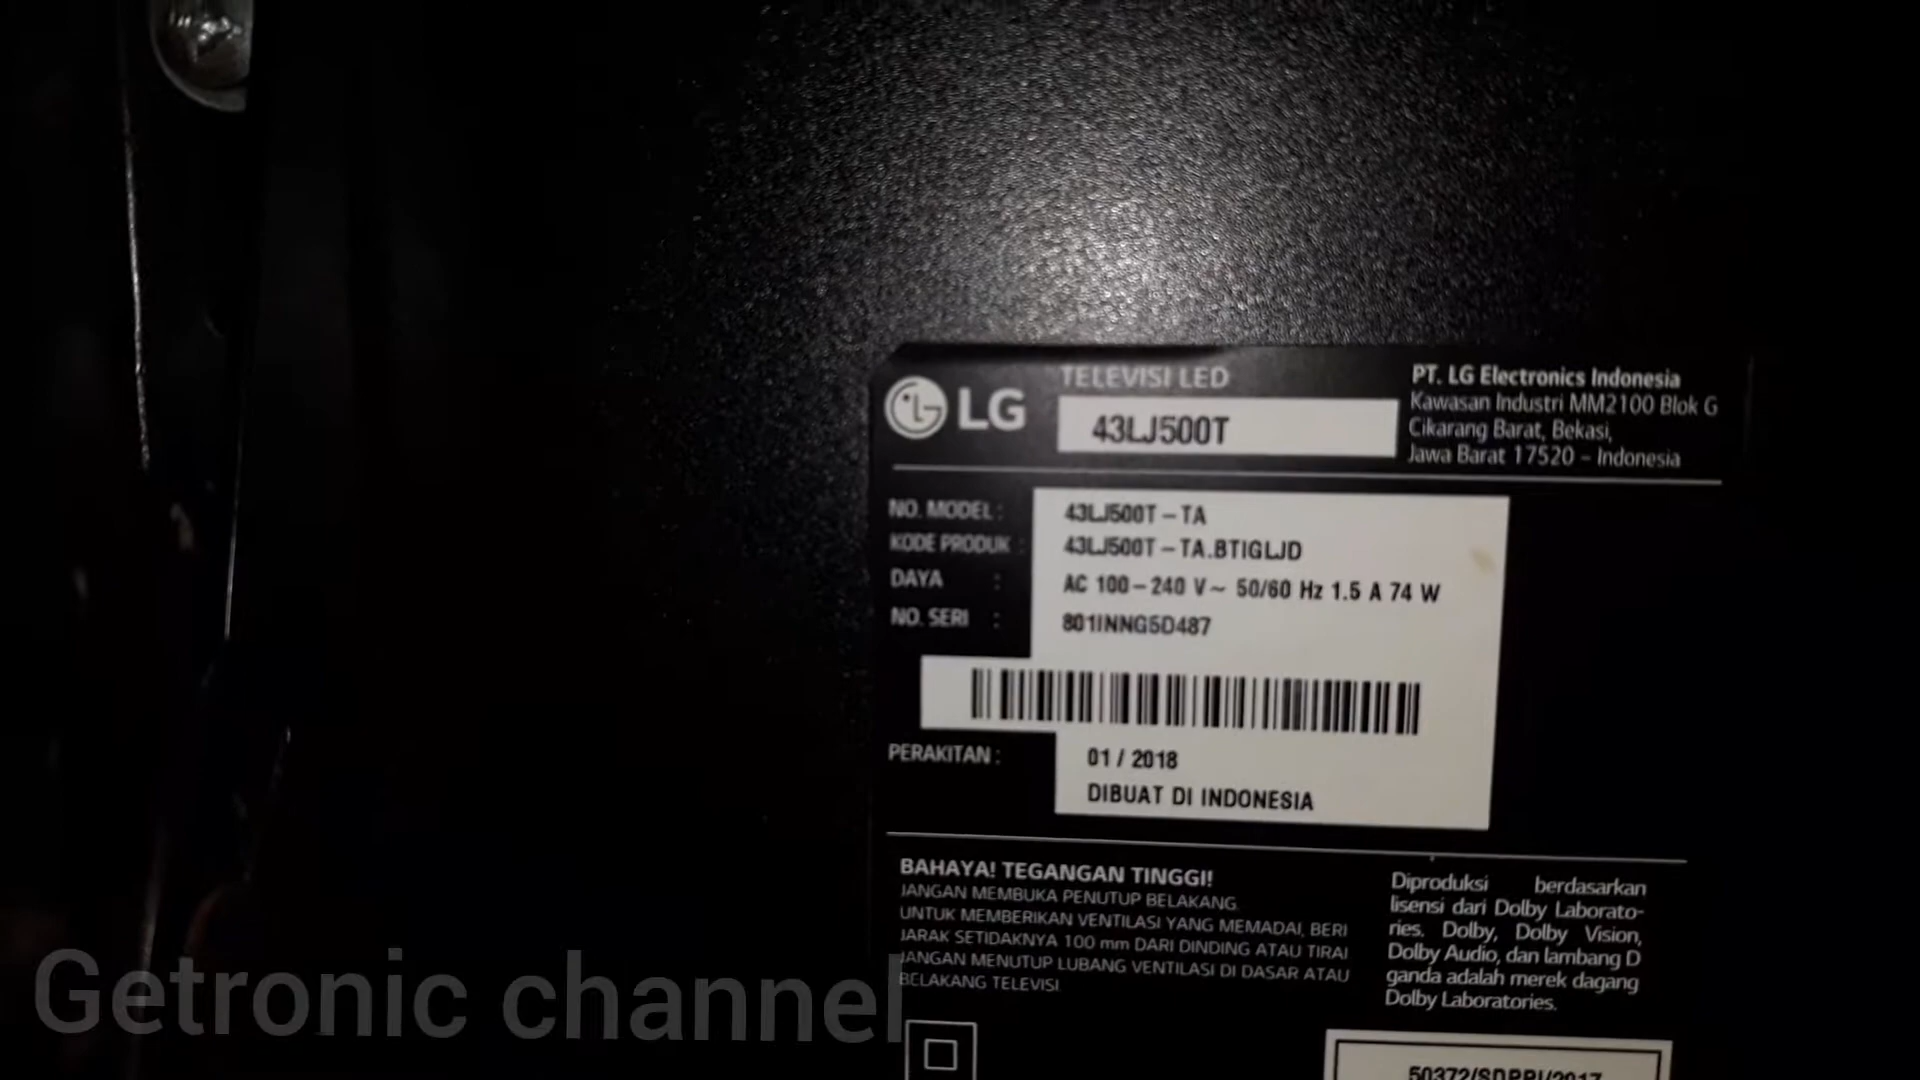 LG
TELEVISI LED
43LJ500T
PT. LG Electronics Indonesia
Kawasan Industri MM2100 Blok G
Cikarang Barat, Bekasi,
Jawa Barat 17520 – Indonesia
NO. MODEL : 43LJ500T – TA
KODE PRODUK : 43LJ500T – TA.BTIGLJD
DAYA : AC 100 – 240 V~ 50/60 Hz 1.5 A 74 W
NO. SERI : 801INNG5D487
PERAKITAN : 01 / 2018
DIBUAT DI INDONESIA
BAHAYA! TEGANGAN TINGGI!
JANGAN MEMBUKA PENUTUP BELAKANG.
UNTUK MEMBERIKAN VENTILASI YANG MEMADAI, BERI
JARAK SETIDAKNYA 100 mm DARI DINDING ATAU TIRAI
JANGAN MENUTUP LUBANG VENTILASI DI DASAR ATAU
BELAKANG TELEVISI
Diproduksi berdasarkan
lisensi dari Dolby Laborato-
ries. Dolby, Dolby Vision,
Dolby Audio, dan lambang D
ganda adalah merek dagang
Dolby Laboratories.
50372/SDPPI/2017
Getronic channel